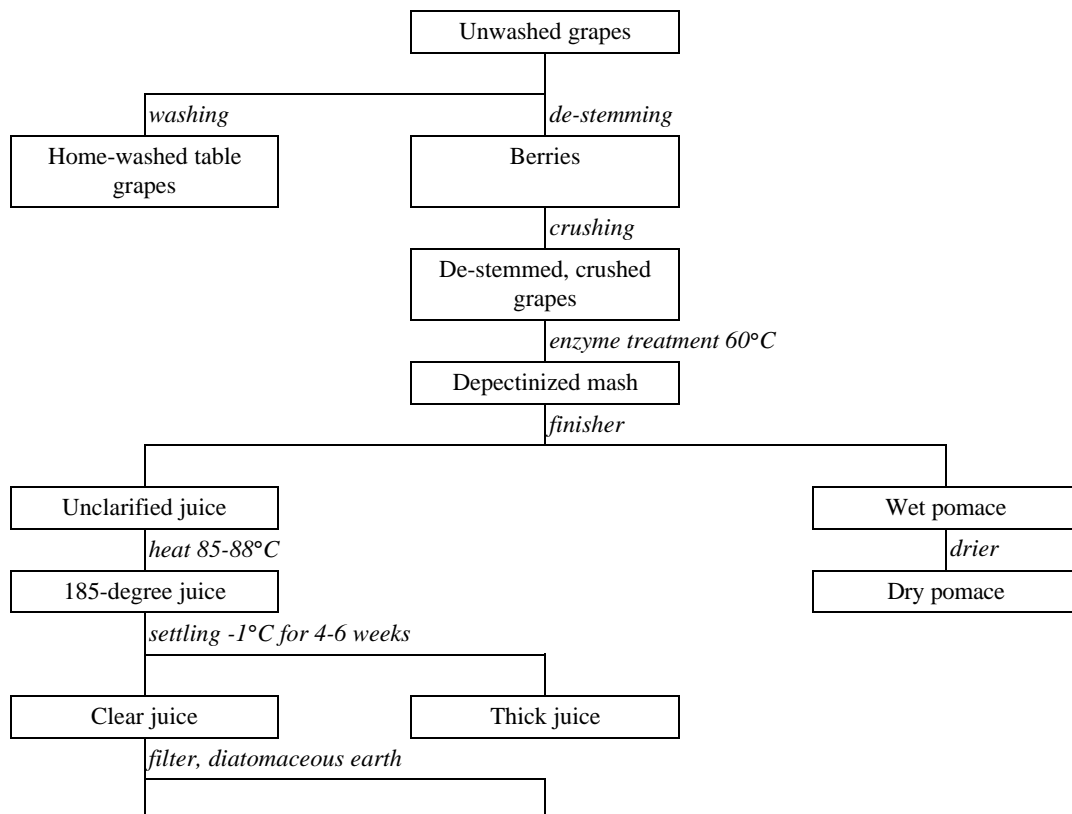 Unwashed grapes
washing
de-stemming
Home-washed table
grapes
Berries
crushing
De-stemmed, crushed
grapes
enzyme treatment 60°C
Depectinized mash
finisher
Unclarified juice
Wet pomace
heat 85-88°C
drier
185-degree juice
Dry pomace
settling -1°C for 4-6 weeks
Clear juice
Thick juice
filter, diatomaceous earth